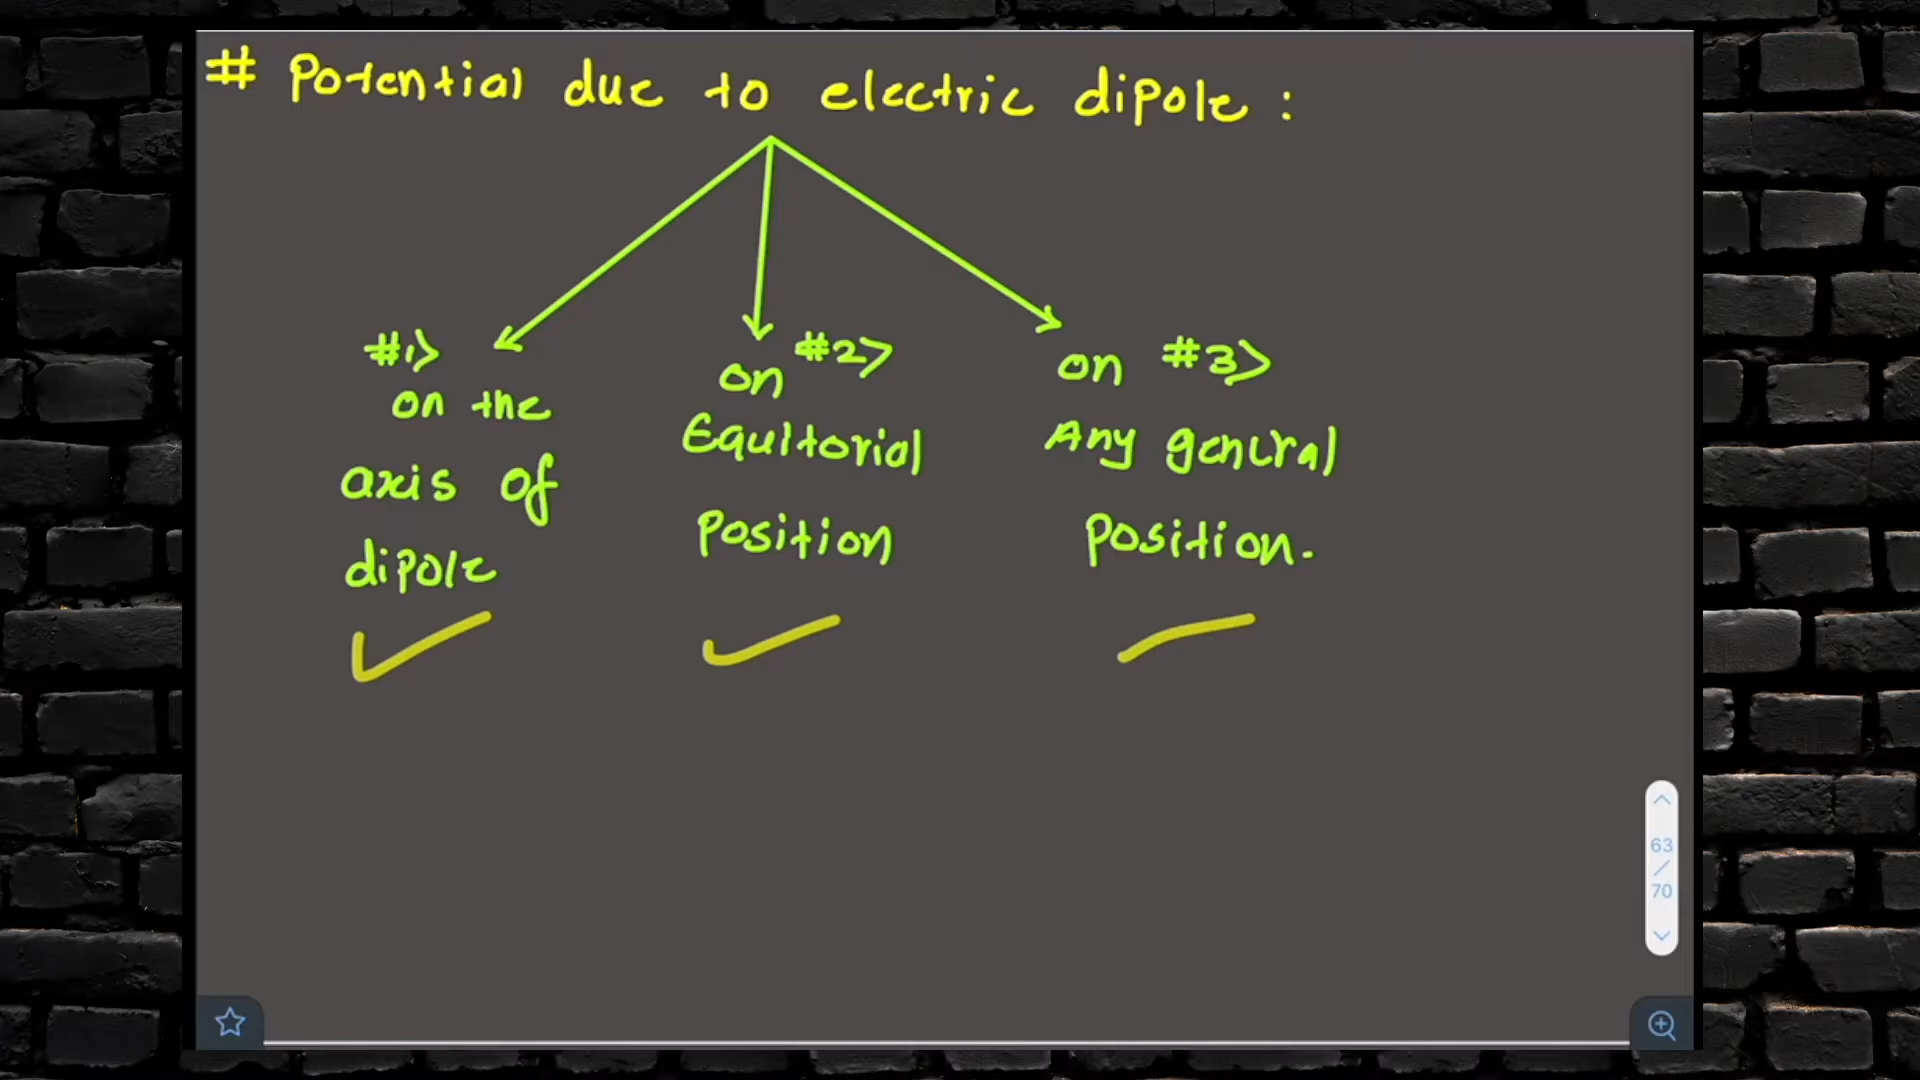 # Potential due to electric dipole :
#1>
on the
axis of
dipole
on #2>
Equitorial
Position
on #3>
Any general
Position.
63
/
70